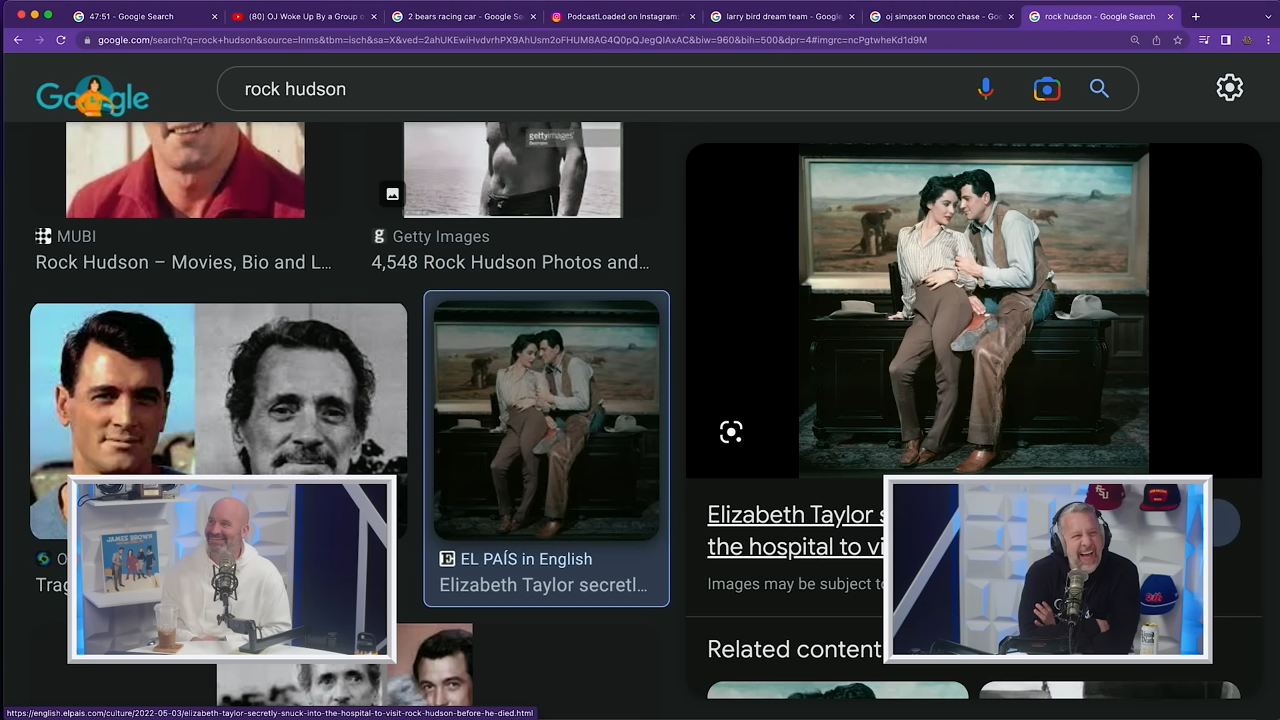 47:51 - Google Search
(80) OJ Woke Up By a Group o
2 bears racing car - Google Se
PodcastLoaded on Instagram: "
larry bird dream team - Google
oj simpson bronco chase - Go
rock hudson - Google Search
google.com/search?q=rock+hudson&source=lnms&tbm=isch&sa=X&ved=2ahUKEwiHvdvrhPX9AhUsm2oFHUM8AG4Q0pQJegQIAxAC&biw=960&bih=500&dpr=4#imgrc=ncPgtwheKd1d9M
Google
rock hudson
gettyimages
MUBI
Rock Hudson – Movies, Bio and L...
Getty Images
4,548 Rock Hudson Photos and...
Elizabeth Taylor s
the hospital to vi
EL PAÍS in English
Elizabeth Taylor secretl...
Images may be subject to
Trag
JAMES BROWN
FSU
Related content
https://english.elpais.com/culture/2022-05-03/elizabeth-taylor-secretly-snuck-into-the-hospital-to-visit-rock-hudson-before-he-died.html